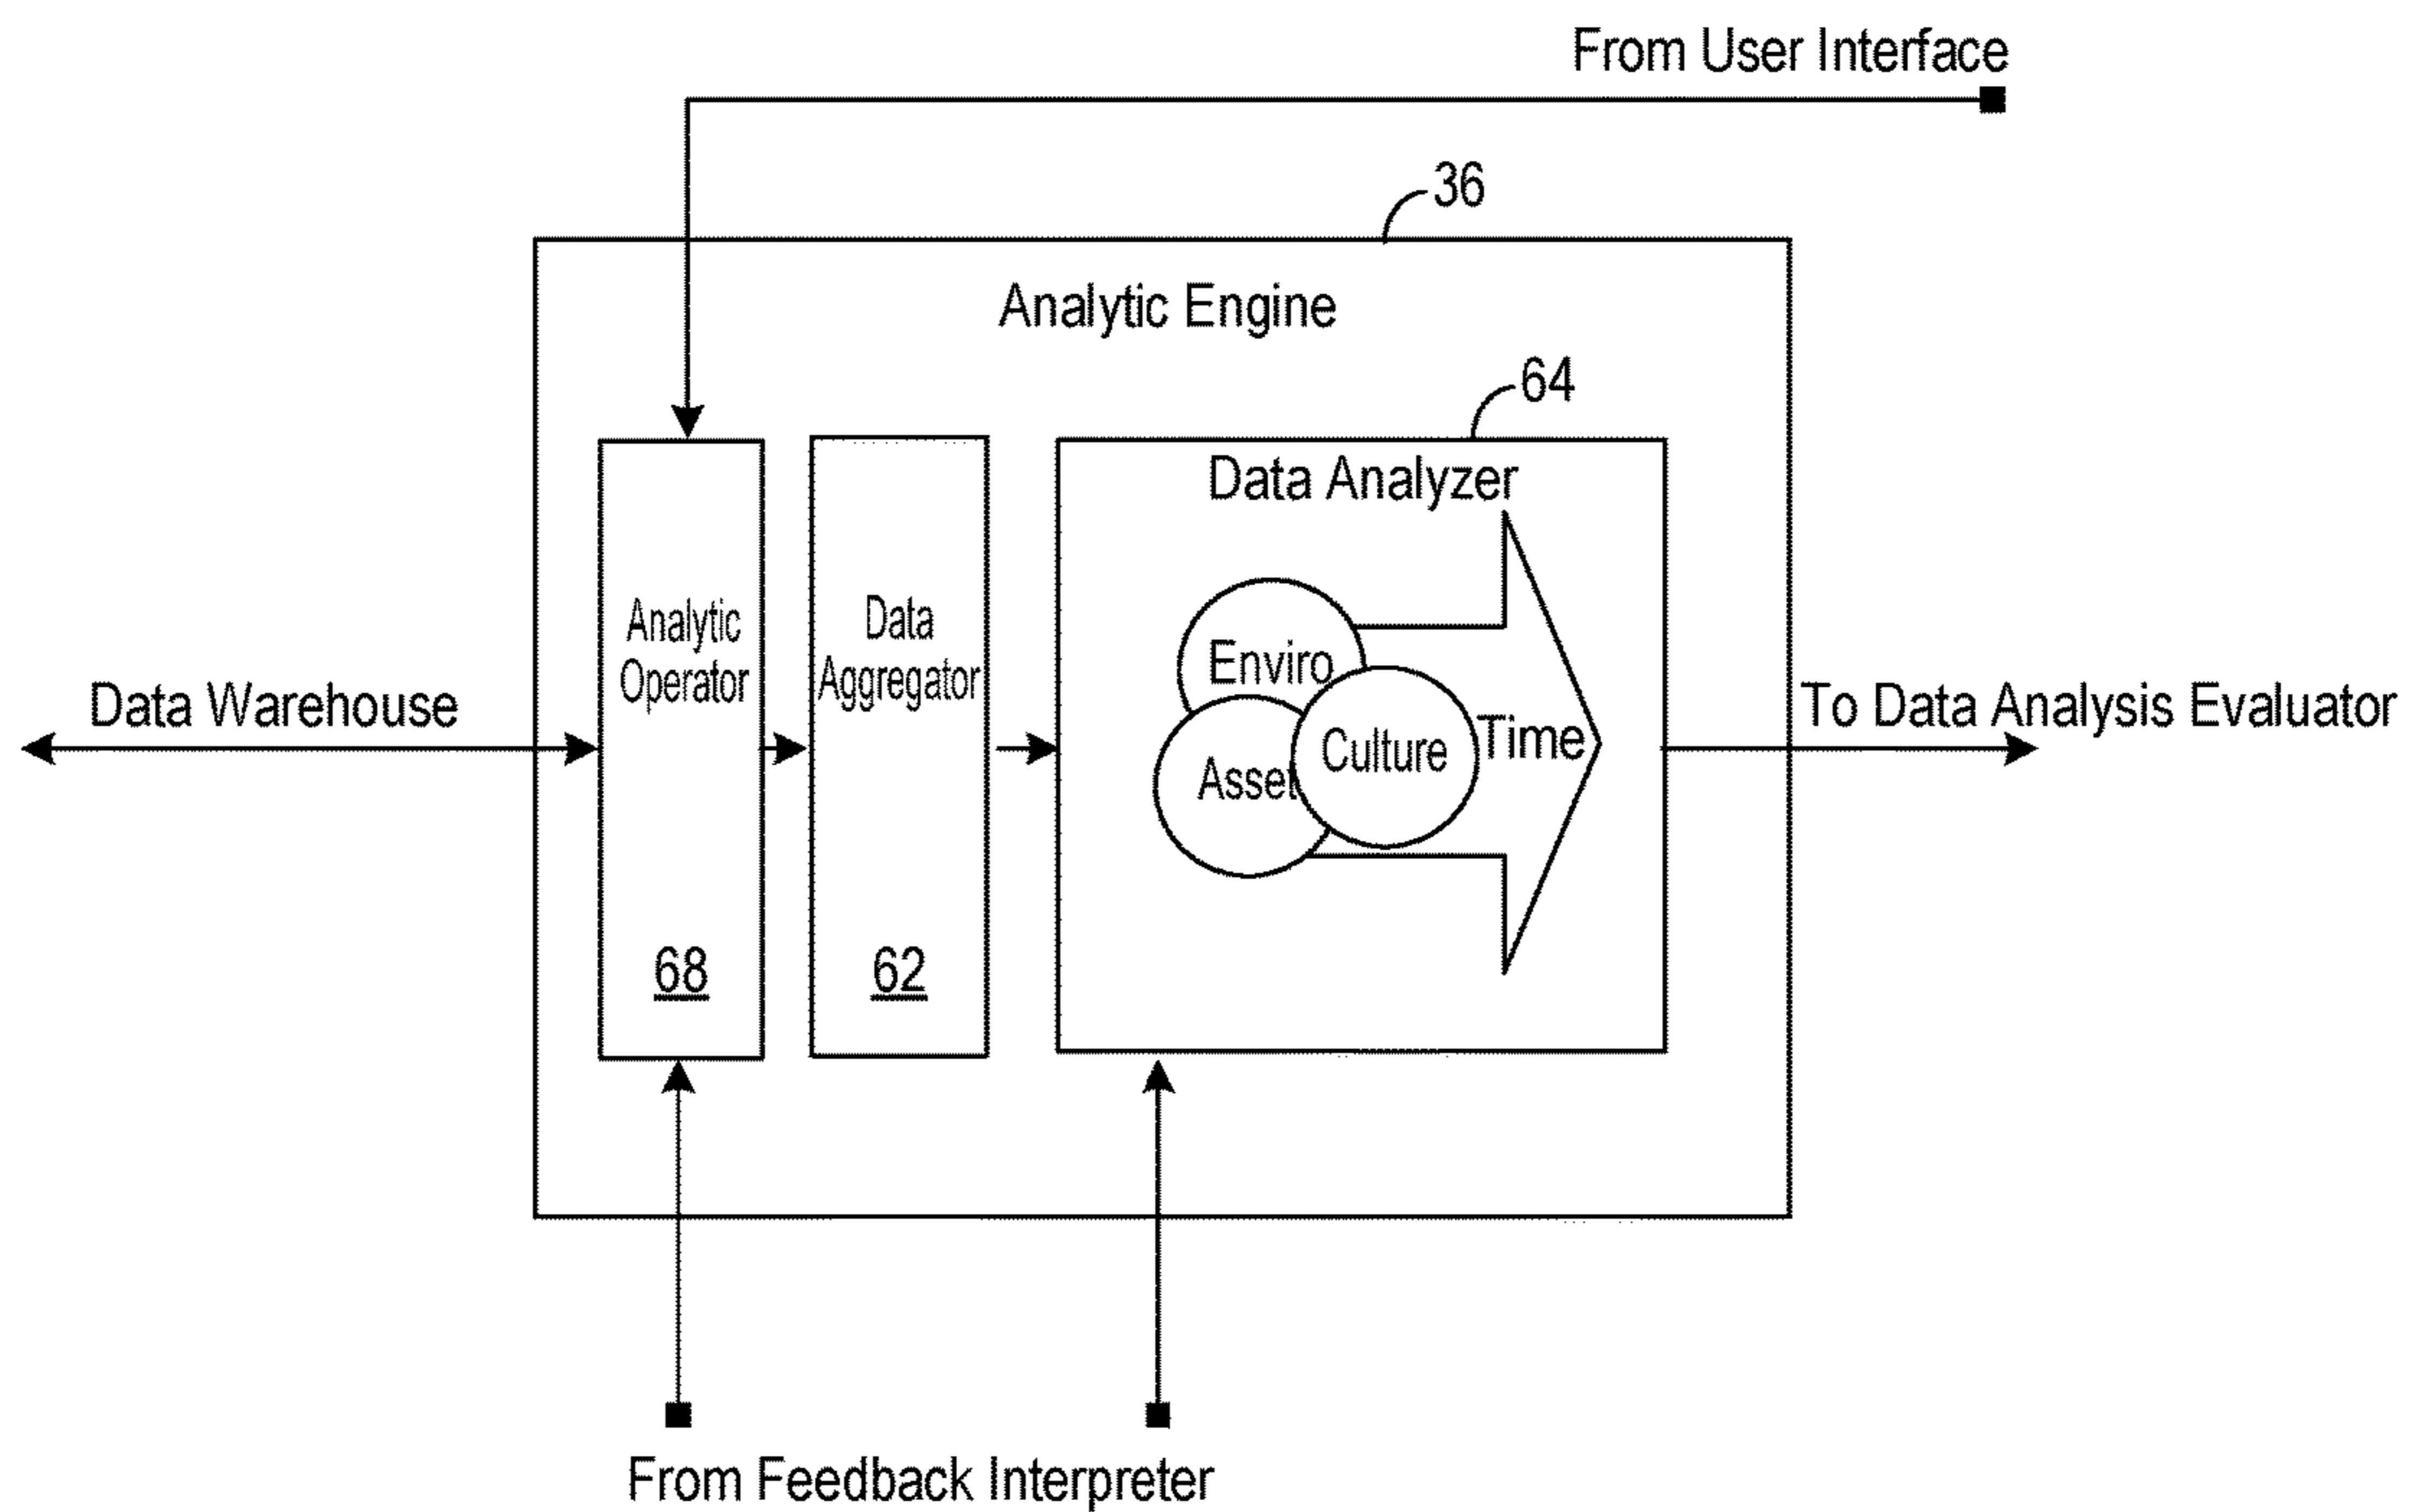 From User Interface
36
Analytic Engine
64
Data Analyzer
Analytic
Operator
68
Data
Aggregator
62
Enviro
Asset
Culture
Time
Data Warehouse
To Data Analysis Evaluator
From Feedback Interpreter